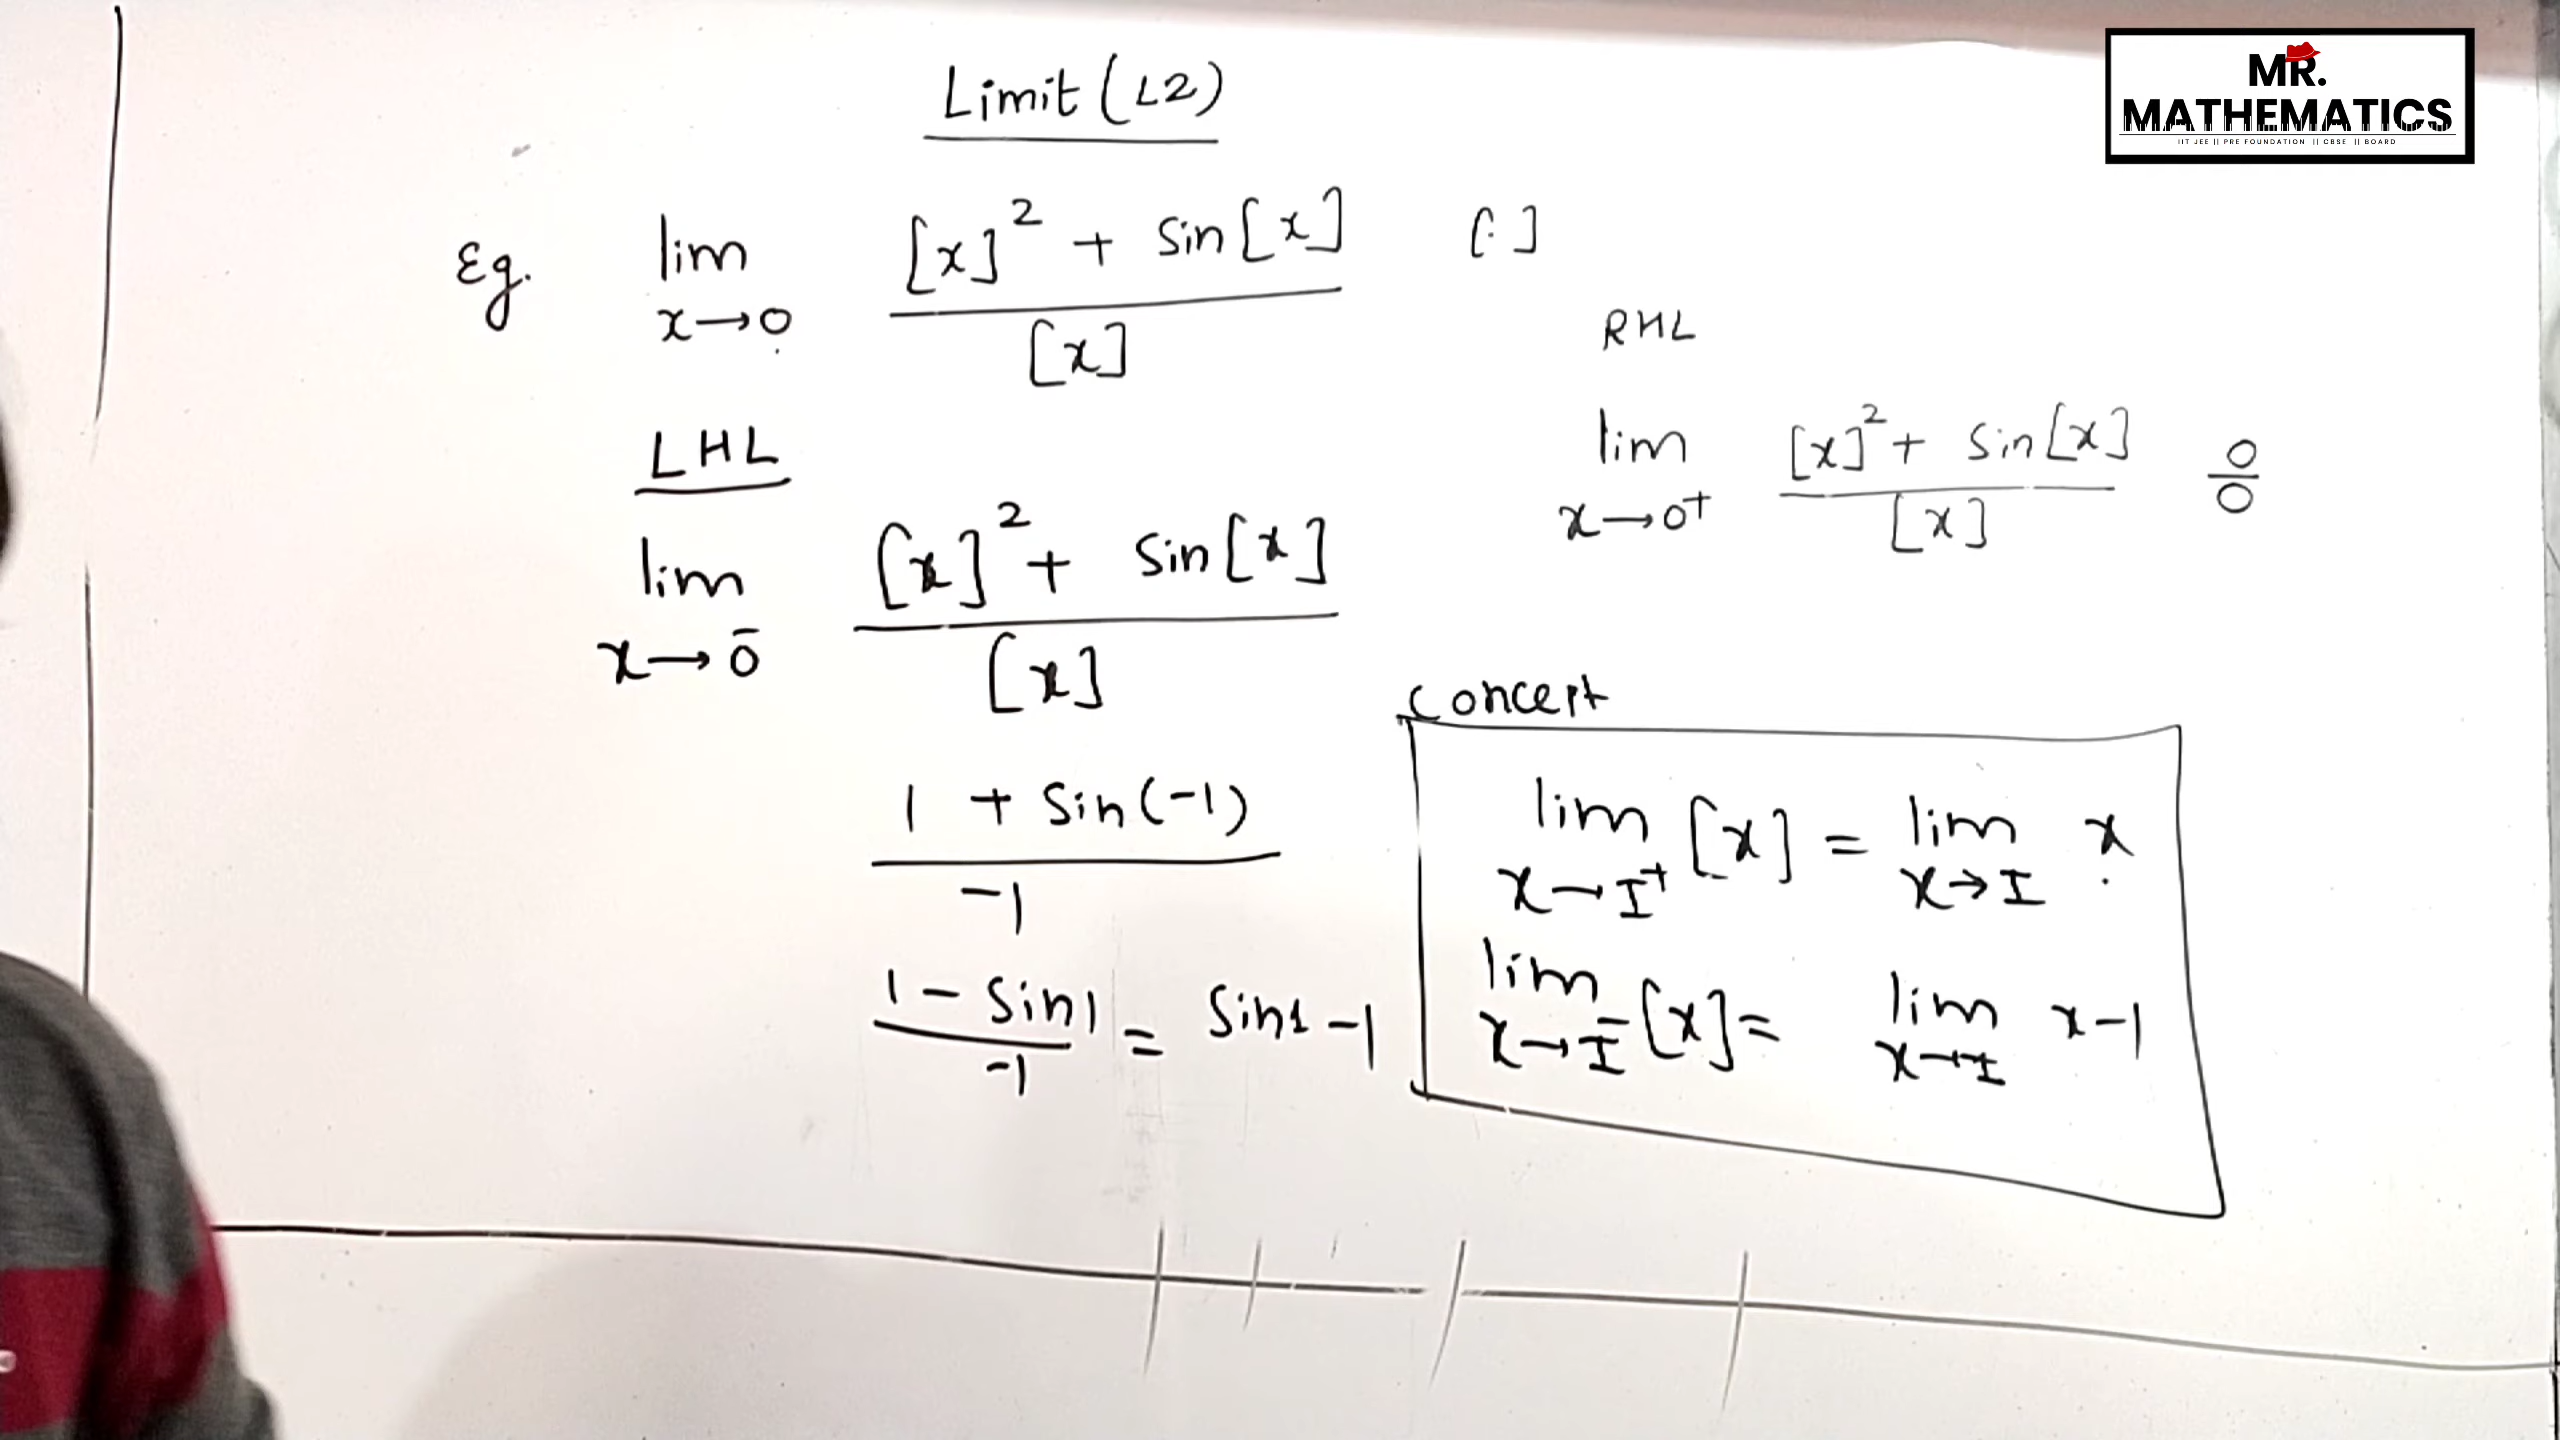 Limit (L2)
MR.
MATHEMATICS
IIT JEE || PRE FOUNDATION || CBSE || BOARD
Eg. lim x→0 ([x]² + sin[x]) / [x] [.]
LHL
lim x→0⁻ ([x]² + sin[x]) / [x]
(1 + sin(-1)) / -1
(1 - sin1) / -1 = sin1 - 1
RHL
lim x→0⁺ ([x]² + sin[x]) / [x] 0/0
Concept
lim x→I⁺ [x] = lim x→I x
lim x→I⁻ [x] = lim x→I x-1